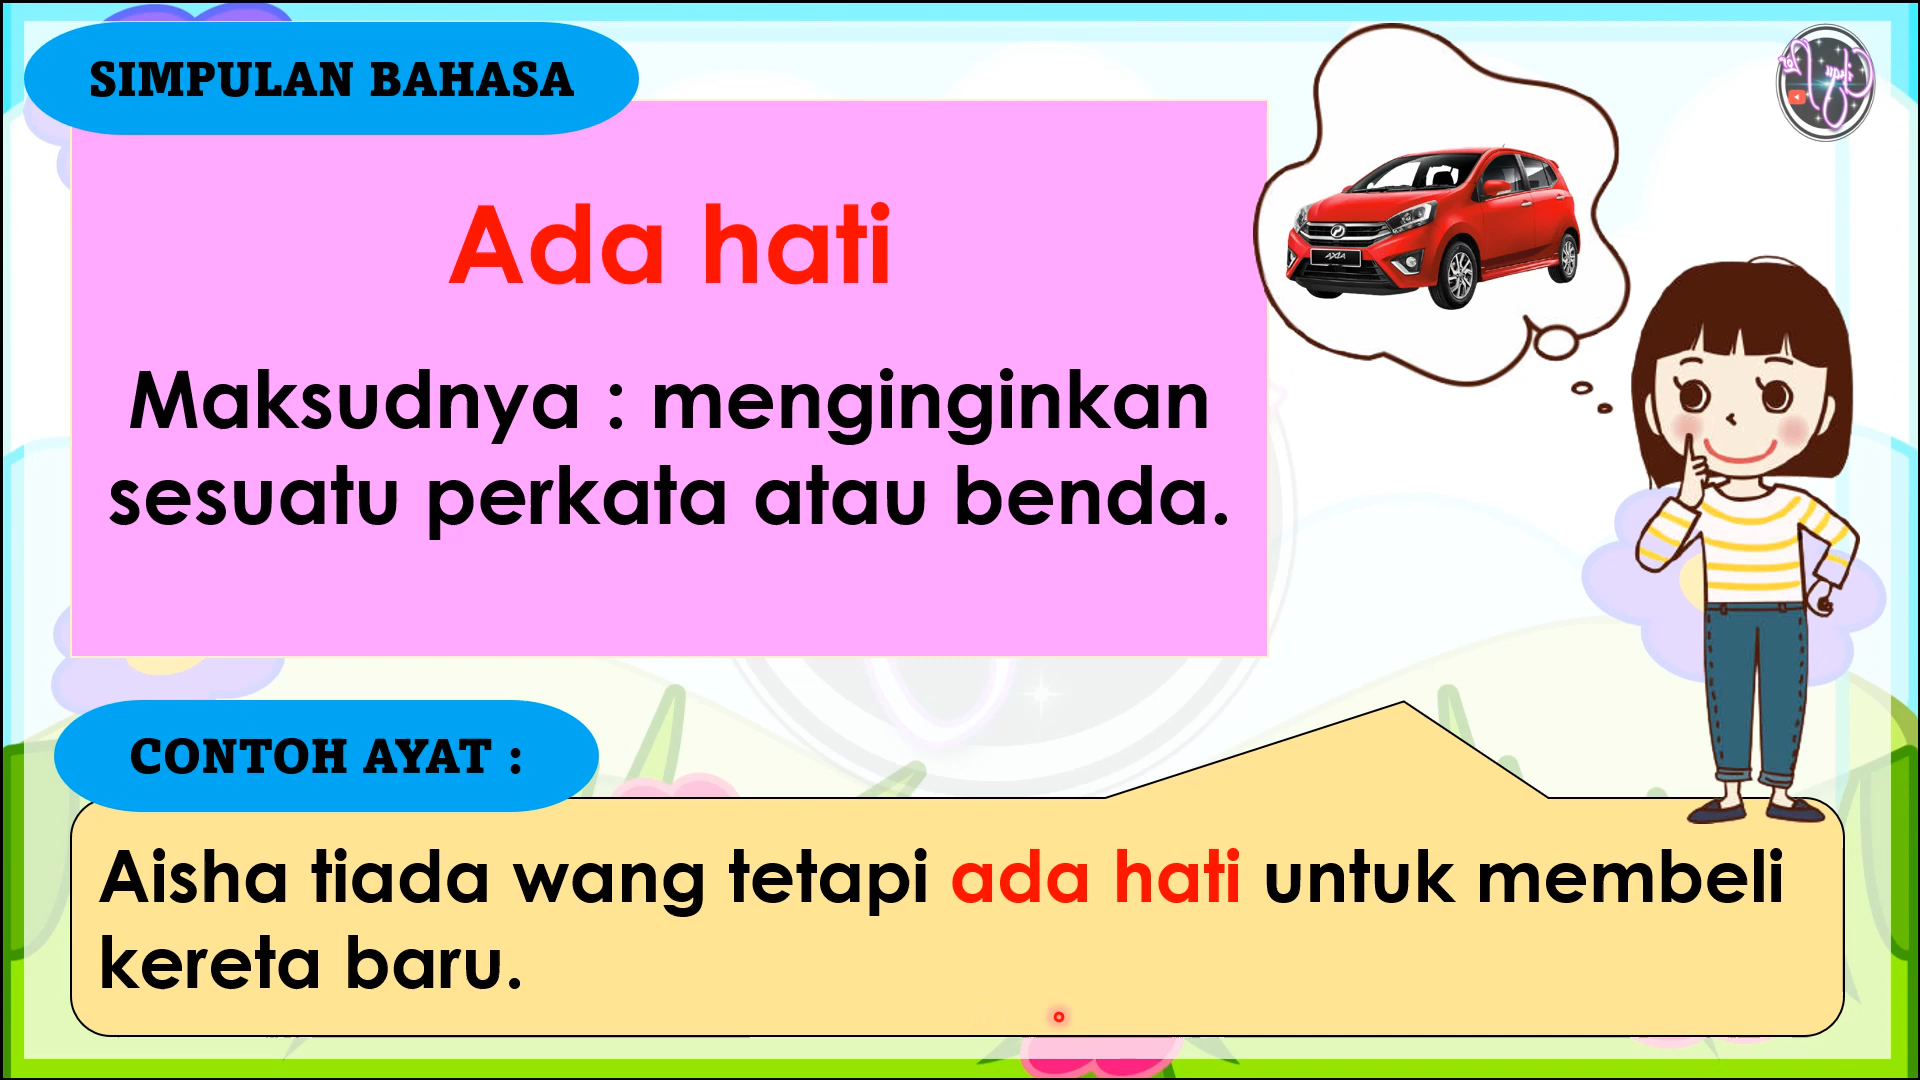 SIMPULAN BAHASA
Ada hati
Maksudnya : menginginkan
sesuatu perkata atau benda.
AXIA
CONTOH AYAT :
Aisha tiada wang tetapi ada hati untuk membeli
kereta baru.